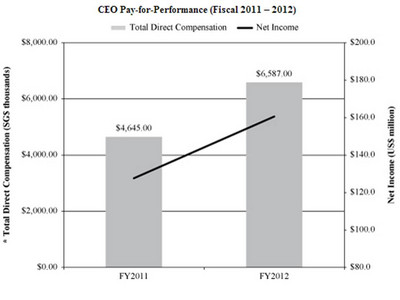 CEO Pay-for-Performance (Fiscal 2011 – 2012)
Total Direct Compensation
Net Income
* Total Direct Compensation (SG$ thousands)
$8,000.00
$6,000.00
$4,000.00
$2,000.00
$0.00
$4,645.00
$6,587.00
$200.0
$180.0
$160.0
$140.0
$120.0
$100.0
$80.0
Net Income (US$ million)
FY2011
FY2012